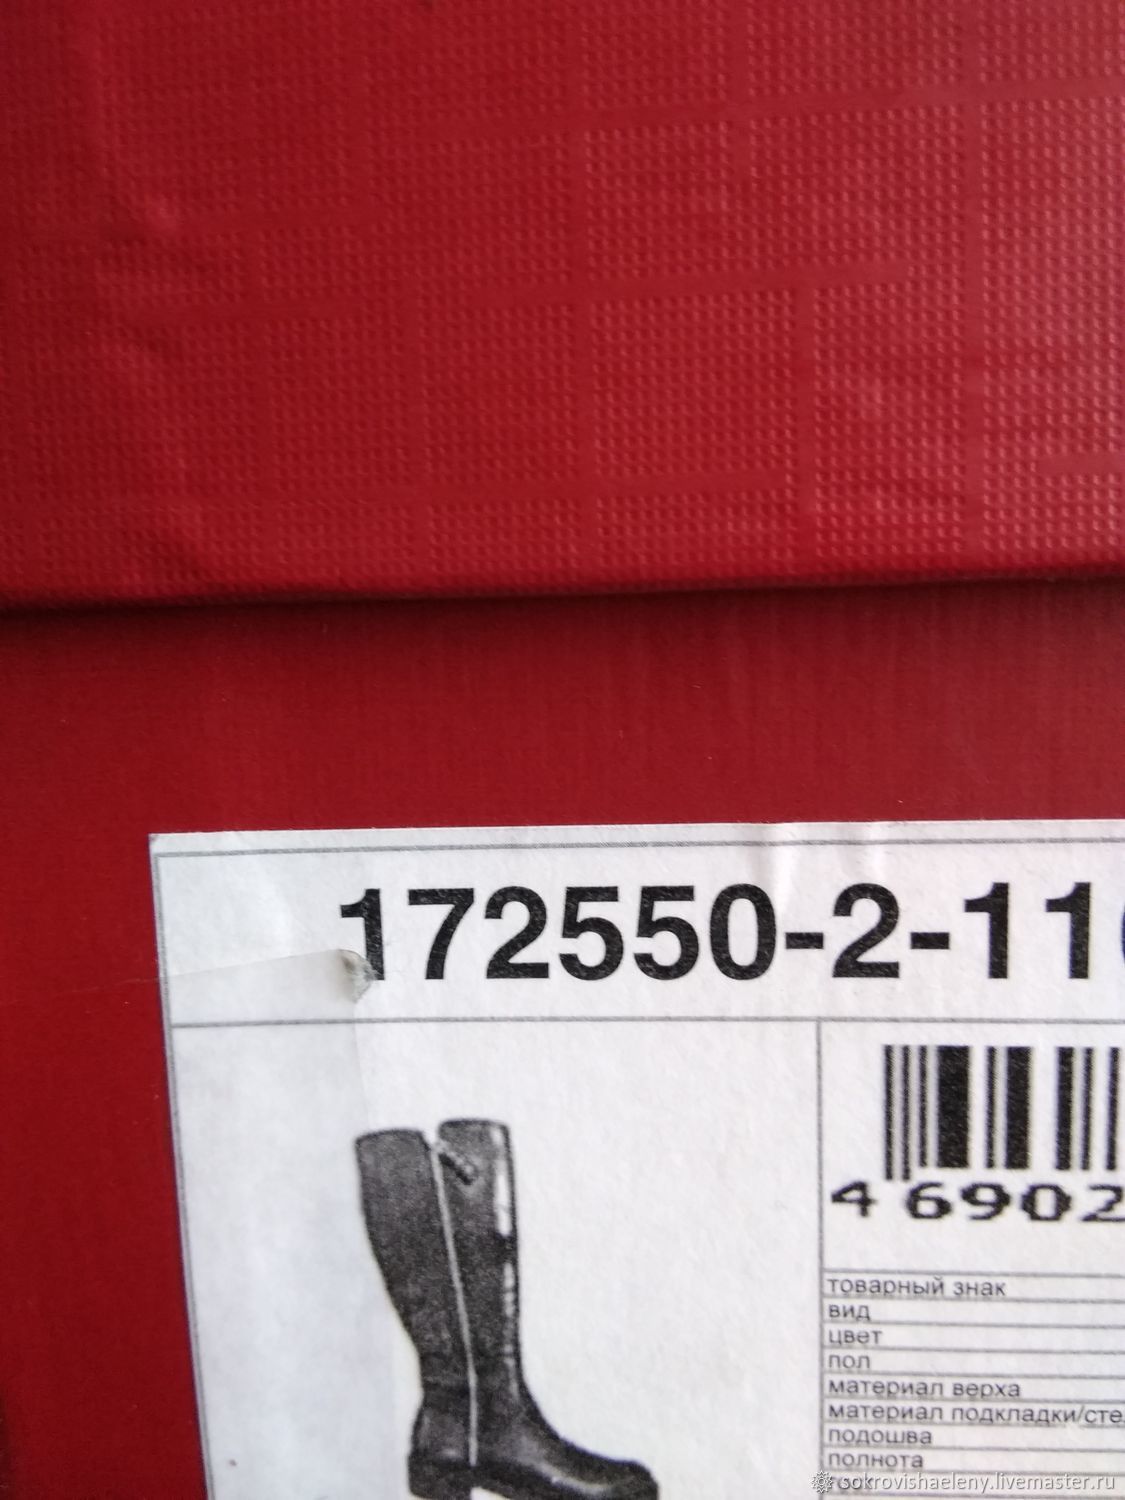 172550-2-11
4 6902
товарный знак
вид
цвет
пол
материал верха
материал подкладки/сте
подошва
полнота
sokrovishaeleny.livemaster.ru